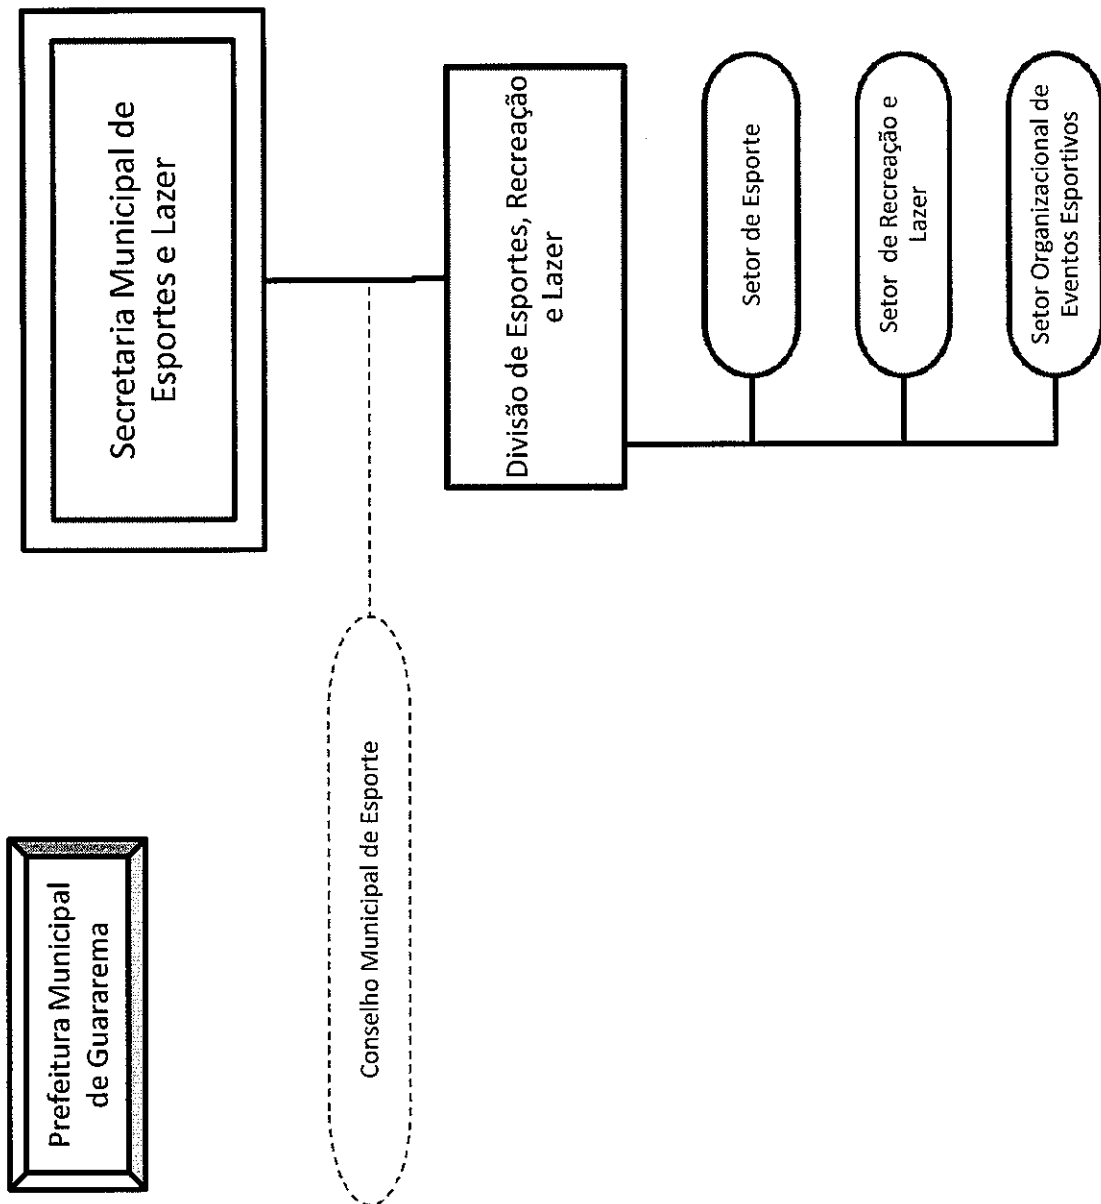 Prefeitura Municipal
de Guararema
Secretaria Municipal de
Esportes e Lazer
Conselho Municipal de Esporte
Divisão de Esportes, Recreação
e Lazer
Setor de Esporte
Setor de Recreação e
Lazer
Setor Organizacional de
Eventos Esportivos